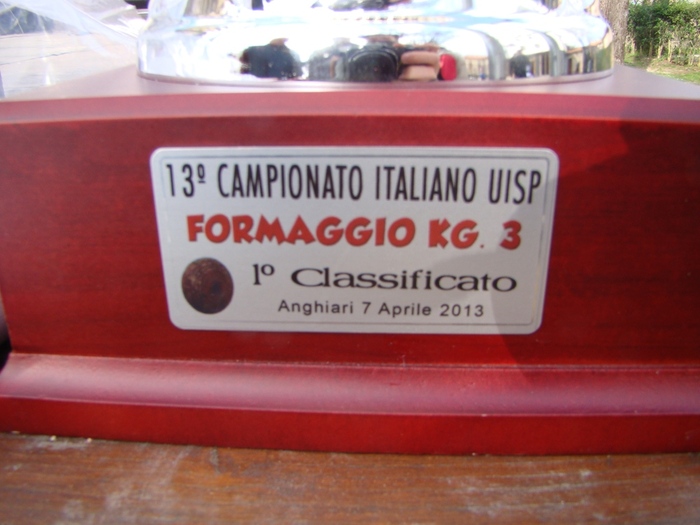 13º CAMPIONATO ITALIANO UISP
FORMAGGIO KG. 3
1º Classificato
Anghiari 7 Aprile 2013